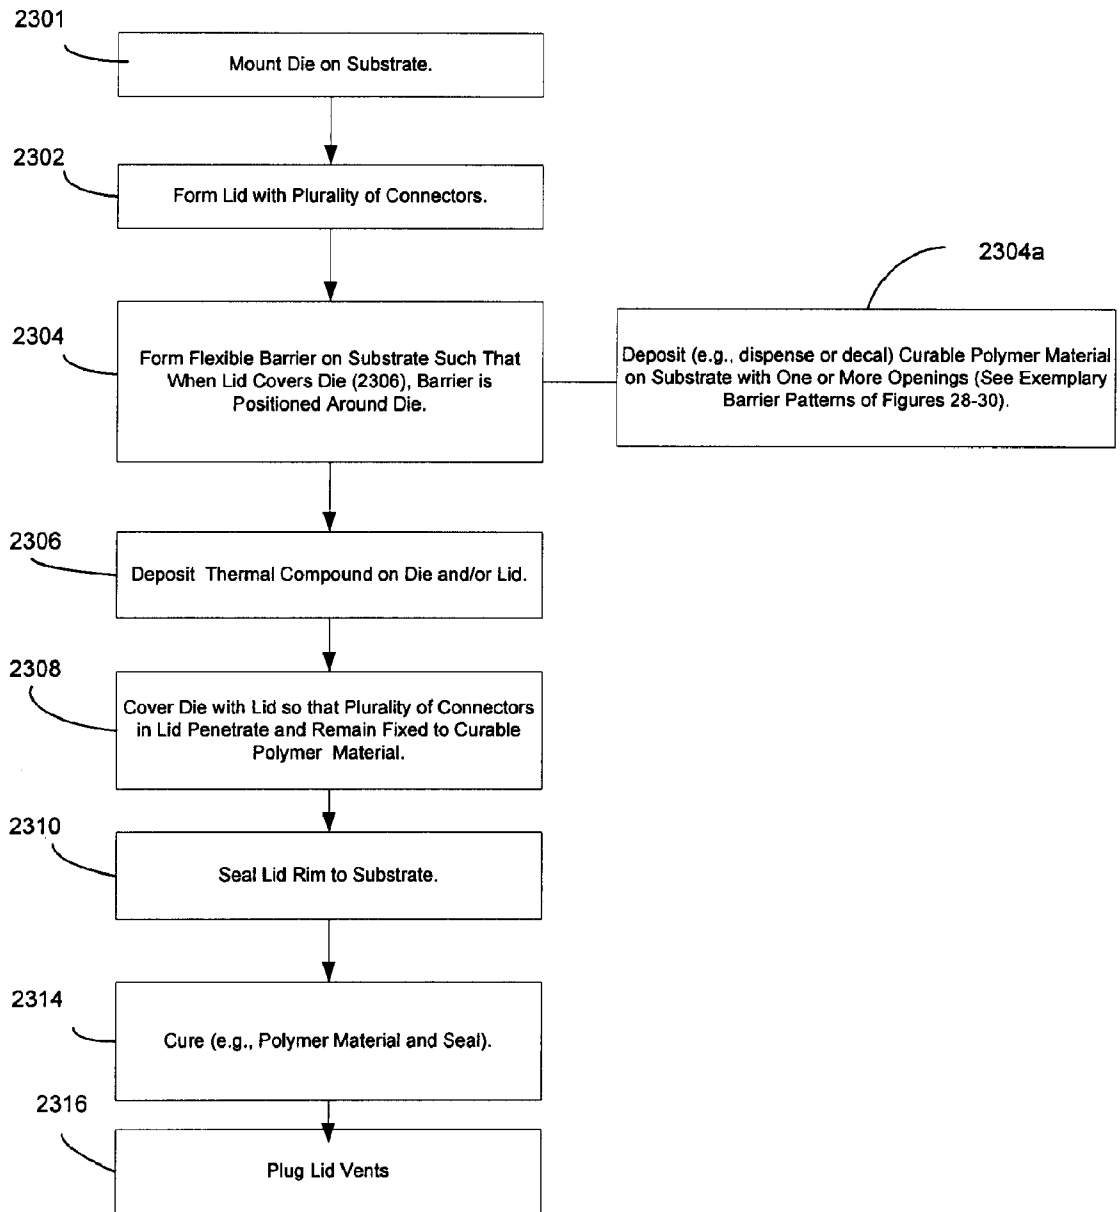 2301
Mount Die on Substrate.
2302
Form Lid with Plurality of Connectors.
2304
Form Flexible Barrier on Substrate Such That
When Lid Covers Die (2306), Barrier is
Positioned Around Die.
2304a
Deposit (e.g., dispense or decal) Curable Polymer Material
on Substrate with One or More Openings (See Exemplary
Barrier Patterns of Figures 28-30).
2306
Deposit Thermal Compound on Die and/or Lid.
2308
Cover Die with Lid so that Plurality of Connectors
in Lid Penetrate and Remain Fixed to Curable
Polymer Material.
2310
Seal Lid Rim to Substrate.
2314
Cure (e.g., Polymer Material and Seal).
2316
Plug Lid Vents